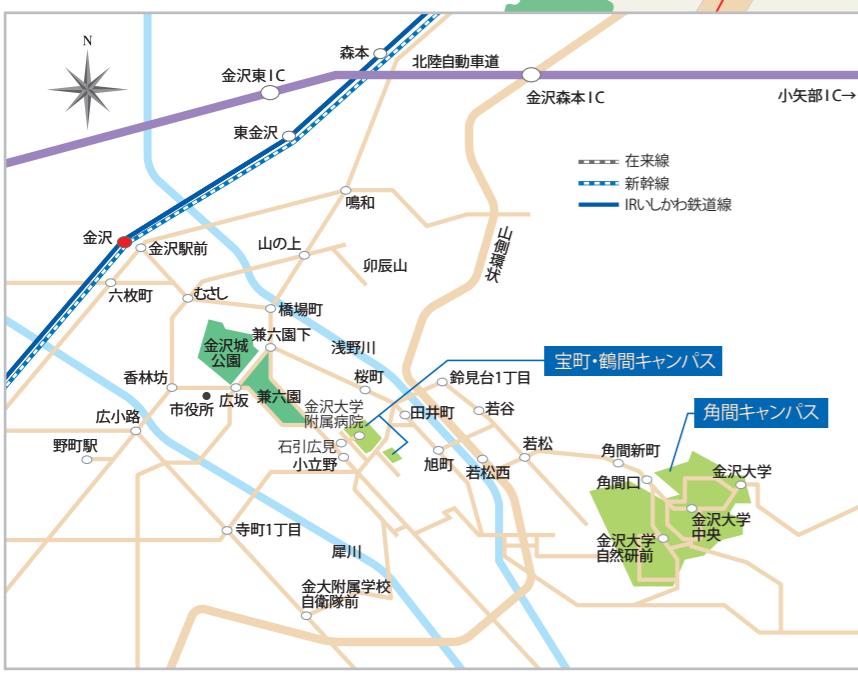 N
森本
北陸自動車道
金沢東IC
金沢森本IC
小矢部IC→
東金沢
在来線
新幹線
IRいしかわ鉄道線
鳴和
金沢
金沢駅前
山の上
卯辰山
山側環状
六枚町
むさし
橋場町
兼六園下
浅野川
金沢城
公園
宝町・鶴間キャンパス
香林坊
市役所
広坂
兼六園
桜町
鈴見台1丁目
金沢大学
附属病院
田井町
若谷
角間キャンパス
広小路
野町駅
石引広見
小立野
旭町
若松西
若松
角間新町
角間口
金沢大学
金沢大学
中央
金沢大学
自然研前
寺町1丁目
犀川
金大附属学校
自衛隊前